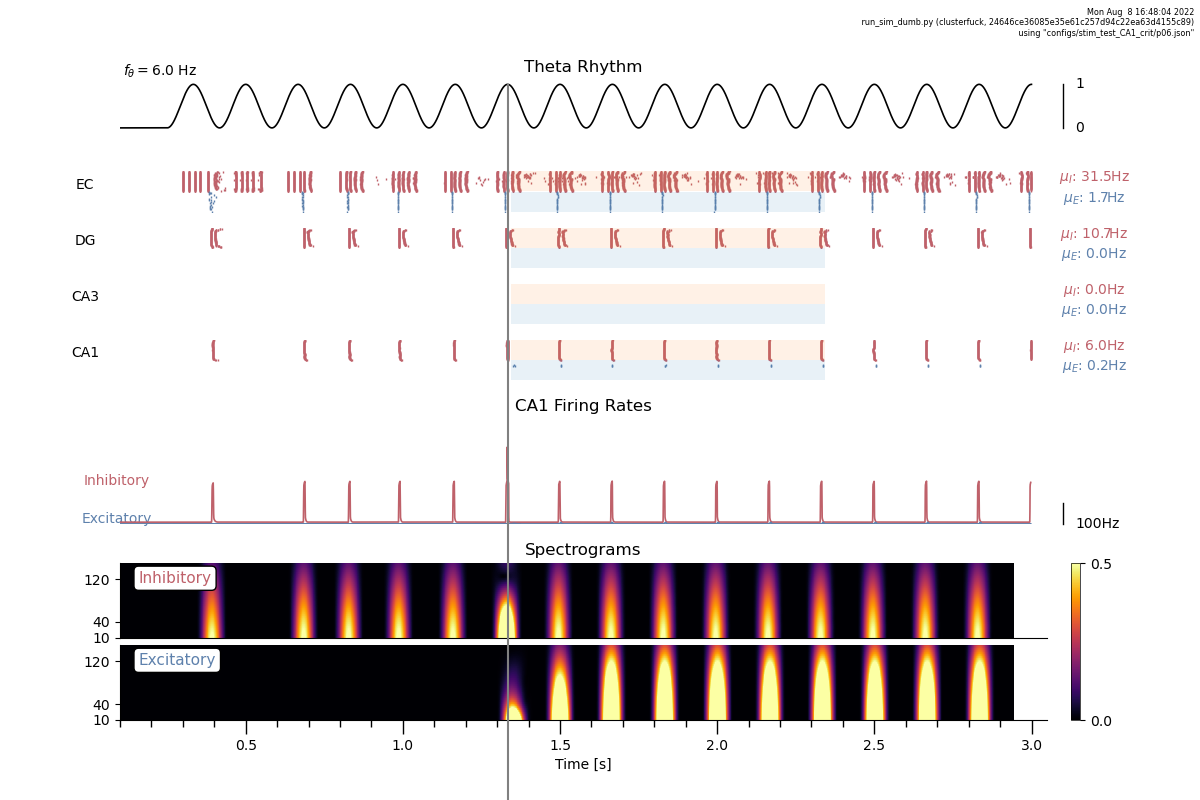 Mon Aug  8 16:48:04 2022
run_sim_dumb.py (clusterfuck, 24646ce36085e35e61c257d94c22ea63d4155c89)
using "configs/stim_test_CA1_crit/p06.json"
fθ = 6.0 Hz
Theta Rhythm
1
0
EC
μI: 31.5Hz
μE: 1.7Hz
DG
μI: 10.7Hz
μE: 0.0Hz
CA3
μI: 0.0Hz
μE: 0.0Hz
CA1
μI: 6.0Hz
μE: 0.2Hz
CA1 Firing Rates
Inhibitory
Excitatory
100Hz
Spectrograms
Inhibitory
120
40
10
Excitatory
120
40
10
0.5
0.0
0.5 1.0 1.5 2.0 2.5 3.0
Time [s]